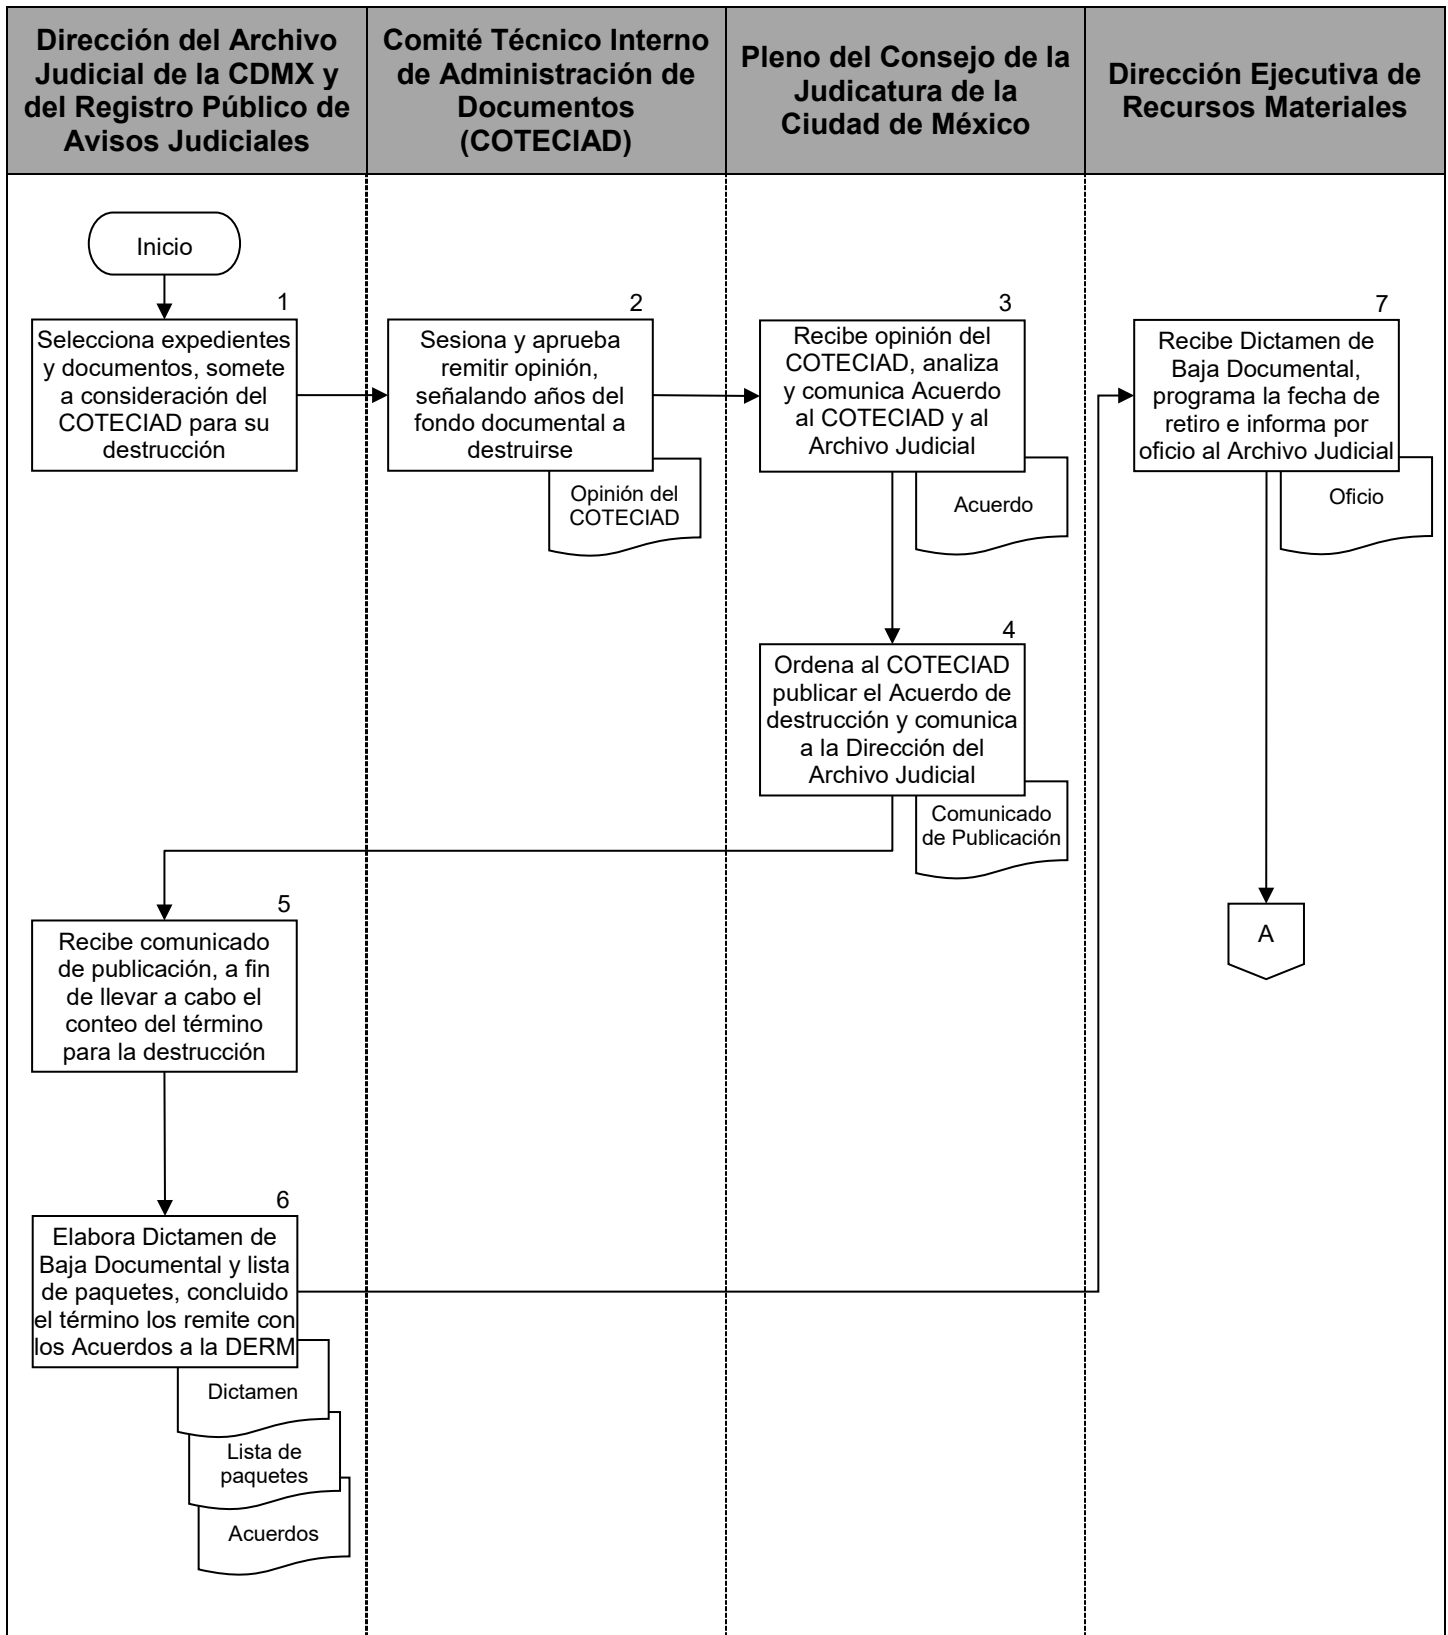 Dirección del Archivo
Judicial de la CDMX y
del Registro Público de
Avisos Judiciales
Comité Técnico Interno
de Administración de
Documentos
(COTECIAD)
Pleno del Consejo de la
Judicatura de la
Ciudad de México
Dirección Ejecutiva de
Recursos Materiales
Inicio
1
Selecciona expedientes
y documentos, somete
a consideración del
COTECIAD para su
destrucción
2
Sesiona y aprueba
remitir opinión,
señalando años del
fondo documental a
destruirse
Opinión del
COTECIAD
3
Recibe opinión del
COTECIAD, analiza
y comunica Acuerdo
al COTECIAD y al
Archivo Judicial
Acuerdo
4
Ordena al COTECIAD
publicar el Acuerdo de
destrucción y comunica
a la Dirección del
Archivo Judicial
Comunicado
de Publicación
5
Recibe comunicado
de publicación, a fin
de llevar a cabo el
conteo del término
para la destrucción
6
Elabora Dictamen de
Baja Documental y lista
de paquetes, concluido
el término los remite con
los Acuerdos a la DERM
Dictamen
Lista de
paquetes
Acuerdos
7
Recibe Dictamen de
Baja Documental,
programa la fecha de
retiro e informa por
oficio al Archivo Judicial
Oficio
A